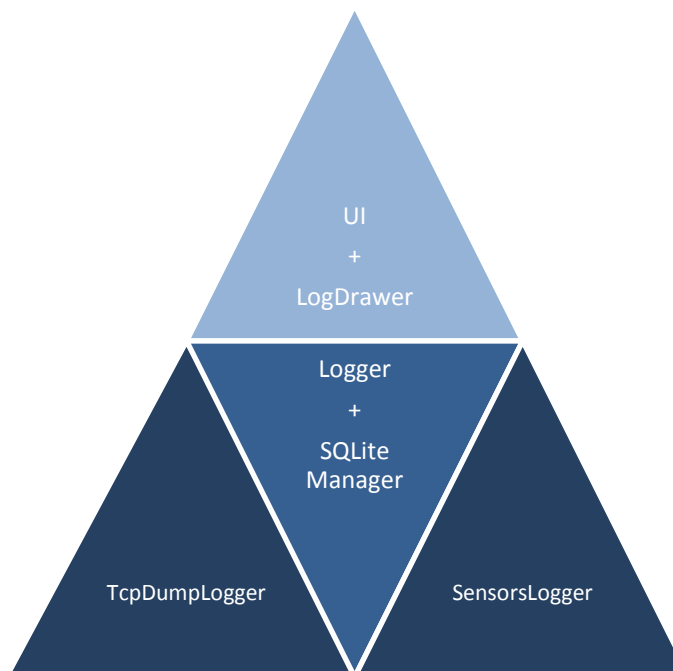 UI
+
LogDrawer
Logger
+
SQLite
Manager
TcpDumpLogger
SensorsLogger